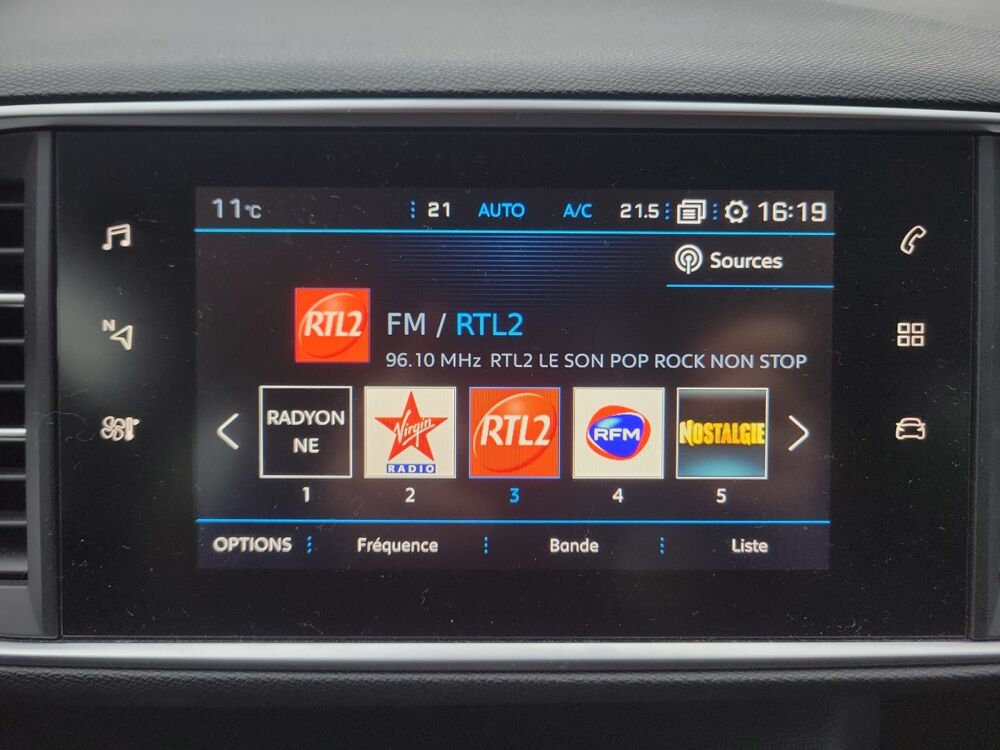 11°C 21 AUTO A/C 21.5 16:19
Sources
RTL2
FM / RTL2
96.10 MHz RTL2 LE SON POP ROCK NON STOP
N
RADYON
NE
Virgin
RADIO
RTL2
RFM
NOSTALGIE
1 2 3 4 5
OPTIONS Fréquence Bande Liste